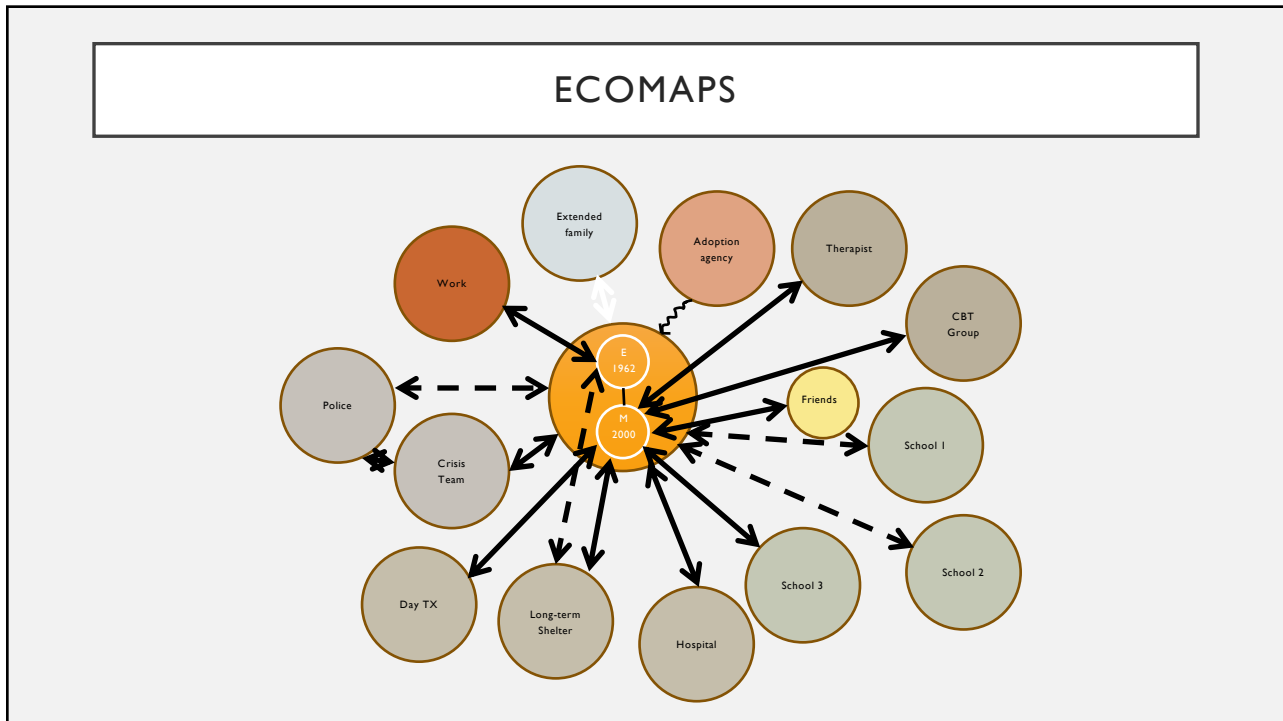 ECOMAPS
Extended
family
Adoption
agency
Therapist
Work
CBT
Group
E
1962
Friends
Police
M
2000
School 1
Crisis
Team
School 2
School 3
Day TX
Long-term
Shelter
Hospital